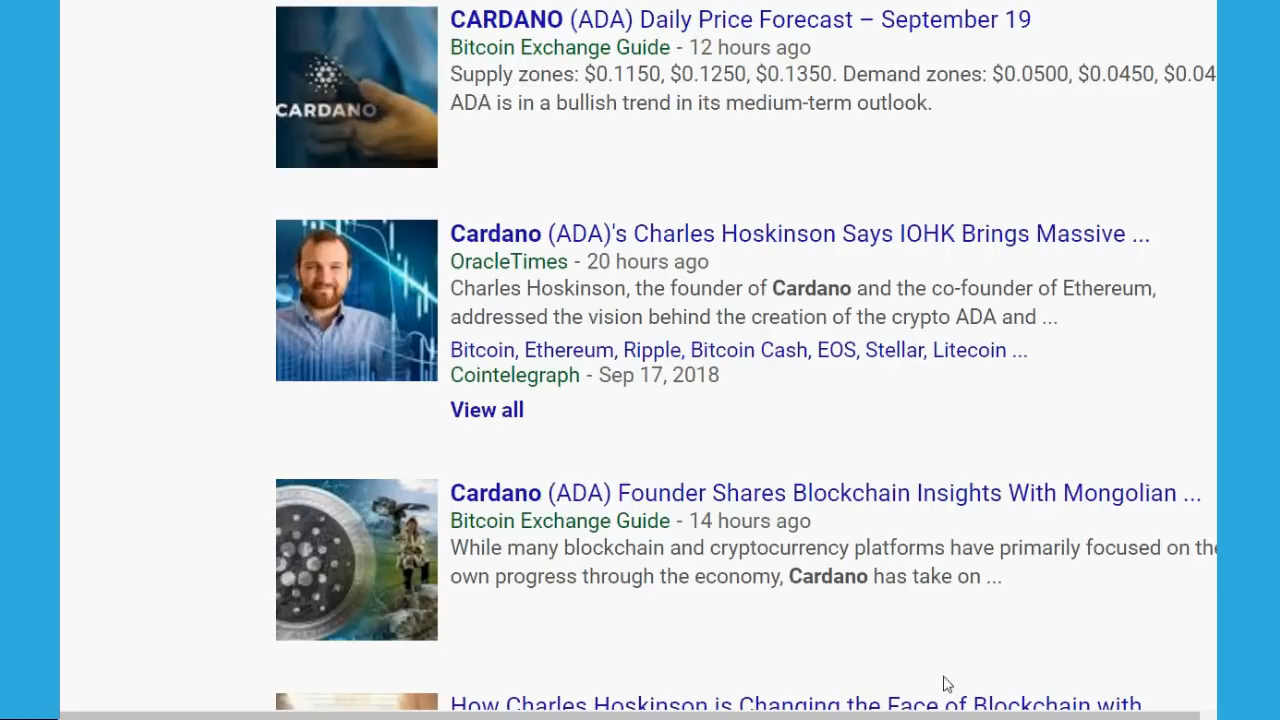 CARDANO (ADA) Daily Price Forecast – September 19
Bitcoin Exchange Guide - 12 hours ago
Supply zones: $0.1150, $0.1250, $0.1350. Demand zones: $0.0500, $0.0450, $0.04
ADA is in a bullish trend in its medium-term outlook.
CARDANO
Cardano (ADA)'s Charles Hoskinson Says IOHK Brings Massive ...
OracleTimes - 20 hours ago
Charles Hoskinson, the founder of Cardano and the co-founder of Ethereum,
addressed the vision behind the creation of the crypto ADA and ...
Bitcoin, Ethereum, Ripple, Bitcoin Cash, EOS, Stellar, Litecoin ...
Cointelegraph - Sep 17, 2018
View all
Cardano (ADA) Founder Shares Blockchain Insights With Mongolian ...
Bitcoin Exchange Guide - 14 hours ago
While many blockchain and cryptocurrency platforms have primarily focused on the
own progress through the economy, Cardano has take on ...
How Charles Hoskinson is Changing the Face of Blockchain with